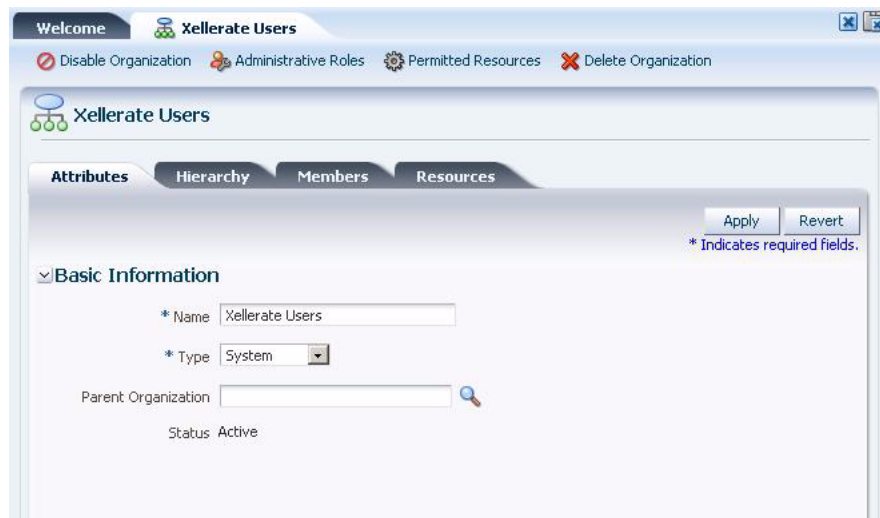 Welcome Xellerate Users
Disable Organization Administrative Roles Permitted Resources Delete Organization
Xellerate Users
Attributes Hierarchy Members Resources
Apply Revert
* Indicates required fields.
Basic Information
* Name Xellerate Users
* Type System
Parent Organization
Status Active